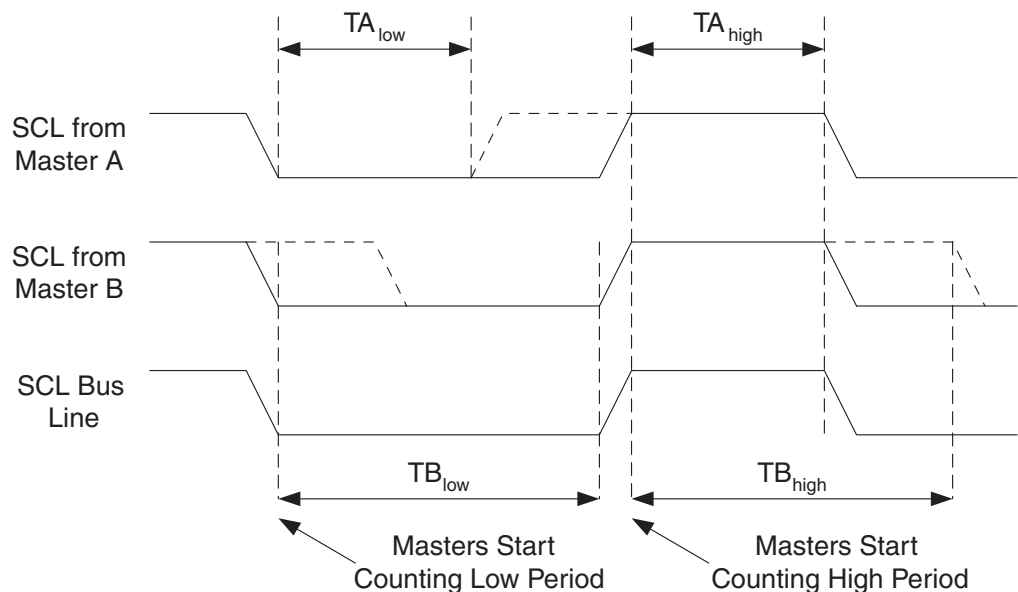 TA low
TA high
SCL from
Master A
SCL from
Master B
SCL Bus
Line
TB low
TB high
Masters Start
Counting Low Period
Masters Start
Counting High Period